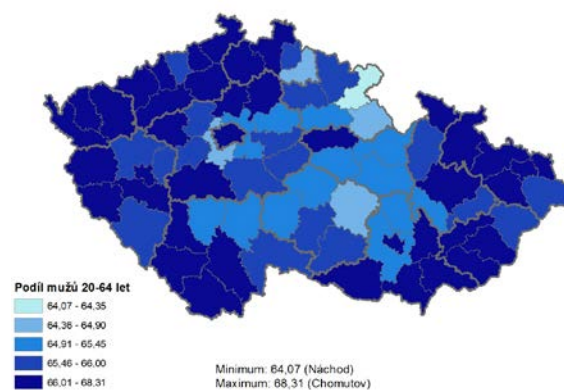 Podíl mužů 20-64 let
64,07 - 64,35
64,36 - 64,90
64,91 - 65,45
65,46 - 66,00
66,01 - 68,31
Minimum: 64,07 (Náchod)
Maximum: 68,31 (Chomutov)